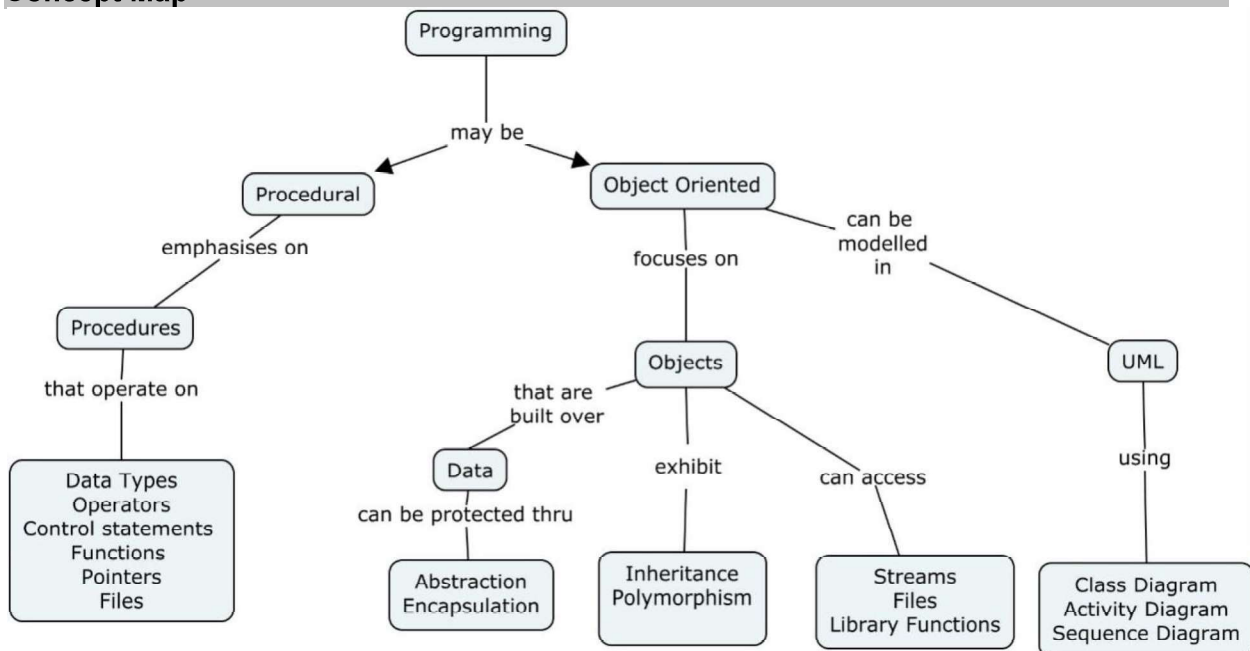 Concept Map
Programming
may be
Procedural
Object Oriented
emphasises on
focuses on
can be
modelled
in
Procedures
Objects
UML
that operate on
that are
built over
Data
exhibit
can access
using
can be protected thru
Data Types
Operators
Control statements
Functions
Pointers
Files
Abstraction
Encapsulation
Inheritance
Polymorphism
Streams
Files
Library Functions
Class Diagram
Activity Diagram
Sequence Diagram